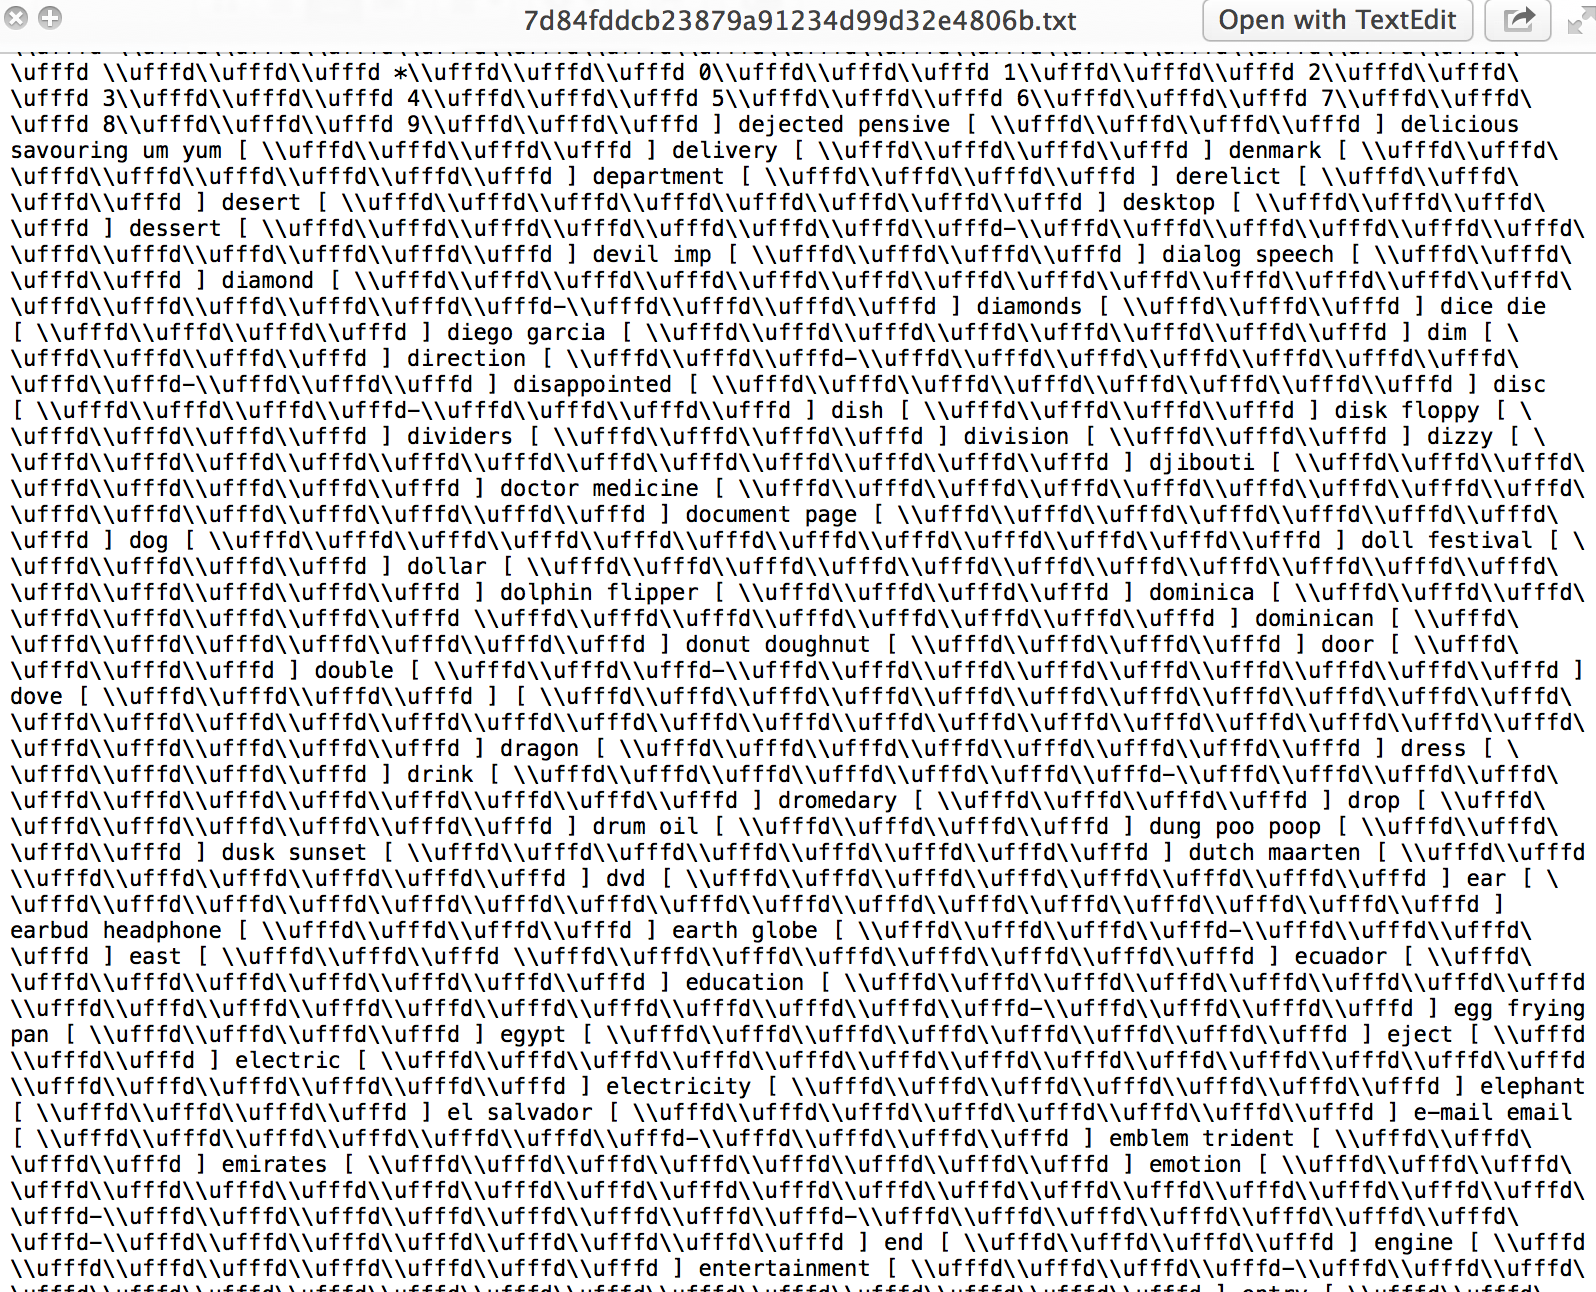 7d84fddcb23879a91234d99d32e4806b.txt
Open with TextEdit
\ufffd \\ufffd\\ufffd\\ufffd *\\ufffd\\ufffd\\ufffd 0\\ufffd\\ufffd\\ufffd 1\\ufffd\\ufffd\\ufffd 2\\ufffd\\ufffd\
\ufffd 3\\ufffd\\ufffd\\ufffd 4\\ufffd\\ufffd\\ufffd 5\\ufffd\\ufffd\\ufffd 6\\ufffd\\ufffd\\ufffd 7\\ufffd\\ufffd\
\ufffd 8\\ufffd\\ufffd\\ufffd 9\\ufffd\\ufffd\\ufffd ] dejected pensive [ \\ufffd\\ufffd\\ufffd\\ufffd ] delicious
savouring um yum [ \\ufffd\\ufffd\\ufffd\\ufffd ] delivery [ \\ufffd\\ufffd\\ufffd\\ufffd ] denmark [ \\ufffd\\ufffd\
\ufffd\\ufffd\\ufffd\\ufffd\\ufffd\\ufffd ] department [ \\ufffd\\ufffd\\ufffd\\ufffd ] derelict [ \\ufffd\\ufffd\
\ufffd\\ufffd ] desert [ \\ufffd\\ufffd\\ufffd\\ufffd\\ufffd\\ufffd\\ufffd\\ufffd ] desktop [ \\ufffd\\ufffd\\ufffd\
\ufffd ] dessert [ \\ufffd\\ufffd\\ufffd\\ufffd\\ufffd\\ufffd\\ufffd\\ufffd-\\ufffd\\ufffd\\ufffd\\ufffd\\ufffd\\ufffd\
\ufffd\\ufffd\\ufffd\\ufffd\\ufffd\\ufffd ] devil imp [ \\ufffd\\ufffd\\ufffd\\ufffd ] dialog speech [ \\ufffd\\ufffd\
\ufffd\\ufffd ] diamond [ \\ufffd\\ufffd\\ufffd\\ufffd\\ufffd\\ufffd\\ufffd\\ufffd\\ufffd\\ufffd\\ufffd\\ufffd\\ufffd\
\ufffd\\ufffd\\ufffd\\ufffd\\ufffd\\ufffd-\\ufffd\\ufffd\\ufffd\\ufffd ] diamonds [ \\ufffd\\ufffd\\ufffd ] dice die
[ \\ufffd\\ufffd\\ufffd\\ufffd ] diego garcia [ \\ufffd\\ufffd\\ufffd\\ufffd\\ufffd\\ufffd\\ufffd\\ufffd ] dim [ \
\ufffd\\ufffd\\ufffd\\ufffd ] direction [ \\ufffd\\ufffd\\ufffd-\\ufffd\\ufffd\\ufffd\\ufffd\\ufffd\\ufffd\\ufffd\
\ufffd\\ufffd-\\ufffd\\ufffd\\ufffd ] disappointed [ \\ufffd\\ufffd\\ufffd\\ufffd\\ufffd\\ufffd\\ufffd\\ufffd ] disc
[ \\ufffd\\ufffd\\ufffd\\ufffd-\\ufffd\\ufffd\\ufffd\\ufffd ] dish [ \\ufffd\\ufffd\\ufffd\\ufffd ] disk floppy [ \
\ufffd\\ufffd\\ufffd\\ufffd ] dividers [ \\ufffd\\ufffd\\ufffd\\ufffd ] division [ \\ufffd\\ufffd\\ufffd ] dizzy [ \
\ufffd\\ufffd\\ufffd\\ufffd\\ufffd\\ufffd\\ufffd\\ufffd\\ufffd\\ufffd\\ufffd\\ufffd ] djibouti [ \\ufffd\\ufffd\\ufffd\
\ufffd\\ufffd\\ufffd\\ufffd\\ufffd ] doctor medicine [ \\ufffd\\ufffd\\ufffd\\ufffd\\ufffd\\ufffd\\ufffd\\ufffd\\ufffd\
\ufffd\\ufffd\\ufffd\\ufffd\\ufffd\\ufffd\\ufffd ] document page [ \\ufffd\\ufffd\\ufffd\\ufffd\\ufffd\\ufffd\\ufffd\
\ufffd ] dog [ \\ufffd\\ufffd\\ufffd\\ufffd\\ufffd\\ufffd\\ufffd\\ufffd\\ufffd\\ufffd\\ufffd\\ufffd ] doll festival [ \
\ufffd\\ufffd\\ufffd\\ufffd ] dollar [ \\ufffd\\ufffd\\ufffd\\ufffd\\ufffd\\ufffd\\ufffd\\ufffd\\ufffd\\ufffd\\ufffd\
\ufffd\\ufffd\\ufffd\\ufffd\\ufffd ] dolphin flipper [ \\ufffd\\ufffd\\ufffd\\ufffd ] dominica [ \\ufffd\\ufffd\\ufffd\
\ufffd\\ufffd\\ufffd\\ufffd\\ufffd \\ufffd\\ufffd\\ufffd\\ufffd\\ufffd\\ufffd\\ufffd\\ufffd ] dominican [ \\ufffd\
\ufffd\\ufffd\\ufffd\\ufffd\\ufffd\\ufffd\\ufffd ] donut doughnut [ \\ufffd\\ufffd\\ufffd\\ufffd ] door [ \\ufffd\
\ufffd\\ufffd\\ufffd ] double [ \\ufffd\\ufffd\\ufffd-\\ufffd\\ufffd\\ufffd\\ufffd\\ufffd\\ufffd\\ufffd\\ufffd\\ufffd ]
dove [ \\ufffd\\ufffd\\ufffd\\ufffd ] [ \\ufffd\\ufffd\\ufffd\\ufffd\\ufffd\\ufffd\\ufffd\\ufffd\\ufffd\\ufffd\\ufffd\
\ufffd\\ufffd\\ufffd\\ufffd\\ufffd\\ufffd\\ufffd\\ufffd\\ufffd\\ufffd\\ufffd\\ufffd\\ufffd\\ufffd\\ufffd\\ufffd\\ufffd\
\ufffd\\ufffd\\ufffd\\ufffd\\ufffd ] dragon [ \\ufffd\\ufffd\\ufffd\\ufffd\\ufffd\\ufffd\\ufffd\\ufffd ] dress [ \
\ufffd\\ufffd\\ufffd\\ufffd ] drink [ \\ufffd\\ufffd\\ufffd\\ufffd\\ufffd\\ufffd\\ufffd-\\ufffd\\ufffd\\ufffd\\ufffd\
\ufffd\\ufffd\\ufffd\\ufffd\\ufffd\\ufffd\\ufffd\\ufffd ] dromedary [ \\ufffd\\ufffd\\ufffd\\ufffd ] drop [ \\ufffd\
\ufffd\\ufffd\\ufffd\\ufffd\\ufffd\\ufffd ] drum oil [ \\ufffd\\ufffd\\ufffd\\ufffd ] dung poo poop [ \\ufffd\\ufffd\
\ufffd\\ufffd ] dusk sunset [ \\ufffd\\ufffd\\ufffd\\ufffd\\ufffd\\ufffd\\ufffd\\ufffd ] dutch maarten [ \\ufffd\\ufffd
\\ufffd\\ufffd\\ufffd\\ufffd\\ufffd\\ufffd ] dvd [ \\ufffd\\ufffd\\ufffd\\ufffd\\ufffd\\ufffd\\ufffd\\ufffd ] ear [ \
\ufffd\\ufffd\\ufffd\\ufffd\\ufffd\\ufffd\\ufffd\\ufffd\\ufffd\\ufffd\\ufffd\\ufffd\\ufffd\\ufffd\\ufffd\\ufffd ]
earbud headphone [ \\ufffd\\ufffd\\ufffd\\ufffd ] earth globe [ \\ufffd\\ufffd\\ufffd\\ufffd-\\ufffd\\ufffd\\ufffd\
\ufffd ] east [ \\ufffd\\ufffd\\ufffd \\ufffd\\ufffd\\ufffd\\ufffd\\ufffd\\ufffd\\ufffd\\ufffd ] ecuador [ \\ufffd\
\ufffd\\ufffd\\ufffd\\ufffd\\ufffd\\ufffd\\ufffd ] education [ \\ufffd\\ufffd\\ufffd\\ufffd\\ufffd\\ufffd\\ufffd\\ufffd
\\ufffd\\ufffd\\ufffd\\ufffd\\ufffd\\ufffd\\ufffd\\ufffd\\ufffd\\ufffd\\ufffd-\\ufffd\\ufffd\\ufffd\\ufffd ] egg frying
pan [ \\ufffd\\ufffd\\ufffd\\ufffd ] egypt [ \\ufffd\\ufffd\\ufffd\\ufffd\\ufffd\\ufffd\\ufffd\\ufffd ] eject [ \\ufffd
\\ufffd\\ufffd ] electric [ \\ufffd\\ufffd\\ufffd\\ufffd\\ufffd\\ufffd\\ufffd\\ufffd\\ufffd\\ufffd\\ufffd\\ufffd\\ufffd
\\ufffd\\ufffd\\ufffd\\ufffd\\ufffd\\ufffd ] electricity [ \\ufffd\\ufffd\\ufffd\\ufffd\\ufffd\\ufffd\\ufffd ] elephant
[ \\ufffd\\ufffd\\ufffd\\ufffd ] el salvador [ \\ufffd\\ufffd\\ufffd\\ufffd\\ufffd\\ufffd\\ufffd\\ufffd ] e-mail email
[ \\ufffd\\ufffd\\ufffd\\ufffd\\ufffd\\ufffd\\ufffd-\\ufffd\\ufffd\\ufffd\\ufffd ] emblem trident [ \\ufffd\\ufffd\
\ufffd\\ufffd ] emirates [ \\ufffd\\ufffd\\ufffd\\ufffd\\ufffd\\ufffd\\ufffd\\ufffd ] emotion [ \\ufffd\\ufffd\\ufffd\
\ufffd\\ufffd\\ufffd\\ufffd\\ufffd\\ufffd\\ufffd\\ufffd\\ufffd\\ufffd\\ufffd\\ufffd\\ufffd\\ufffd\\ufffd\\ufffd\\ufffd\
\ufffd-\\ufffd\\ufffd\\ufffd\\ufffd\\ufffd\\ufffd\\ufffd\\ufffd-\\ufffd\\ufffd\\ufffd\\ufffd\\ufffd\\ufffd\\ufffd\
\ufffd-\\ufffd\\ufffd\\ufffd\\ufffd\\ufffd\\ufffd\\ufffd\\ufffd ] end [ \\ufffd\\ufffd\\ufffd\\ufffd ] engine [ \\ufffd
\\ufffd\\ufffd\\ufffd\\ufffd\\ufffd\\ufffd\\ufffd ] entertainment [ \\ufffd\\ufffd\\ufffd\\ufffd-\\ufffd\\ufffd\\ufffd\